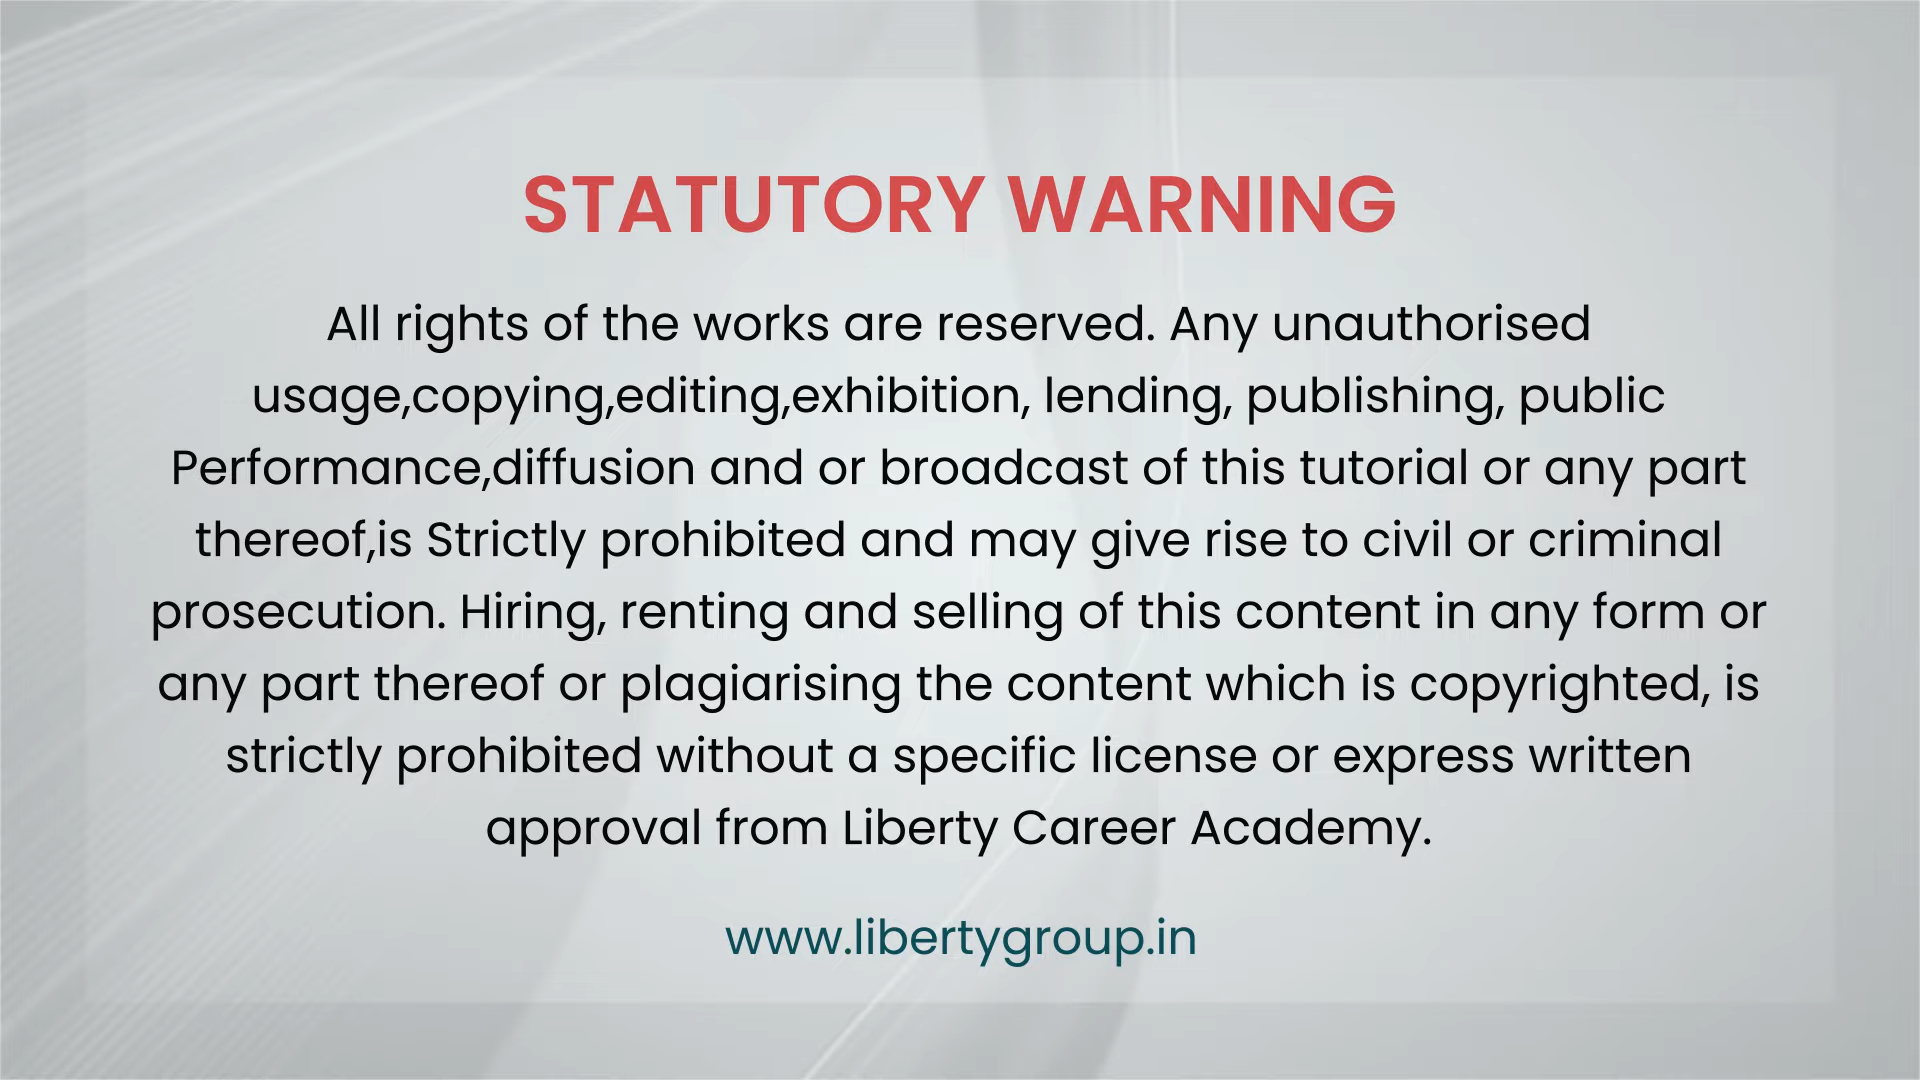 STATUTORY WARNING
All rights of the works are reserved. Any unauthorised
usage,copying,editing,exhibition, lending, publishing, public
Performance,diffusion and or broadcast of this tutorial or any part
thereof,is Strictly prohibited and may give rise to civil or criminal
prosecution. Hiring, renting and selling of this content in any form or
any part thereof or plagiarising the content which is copyrighted, is
strictly prohibited without a specific license or express written
approval from Liberty Career Academy.
www.libertygroup.in